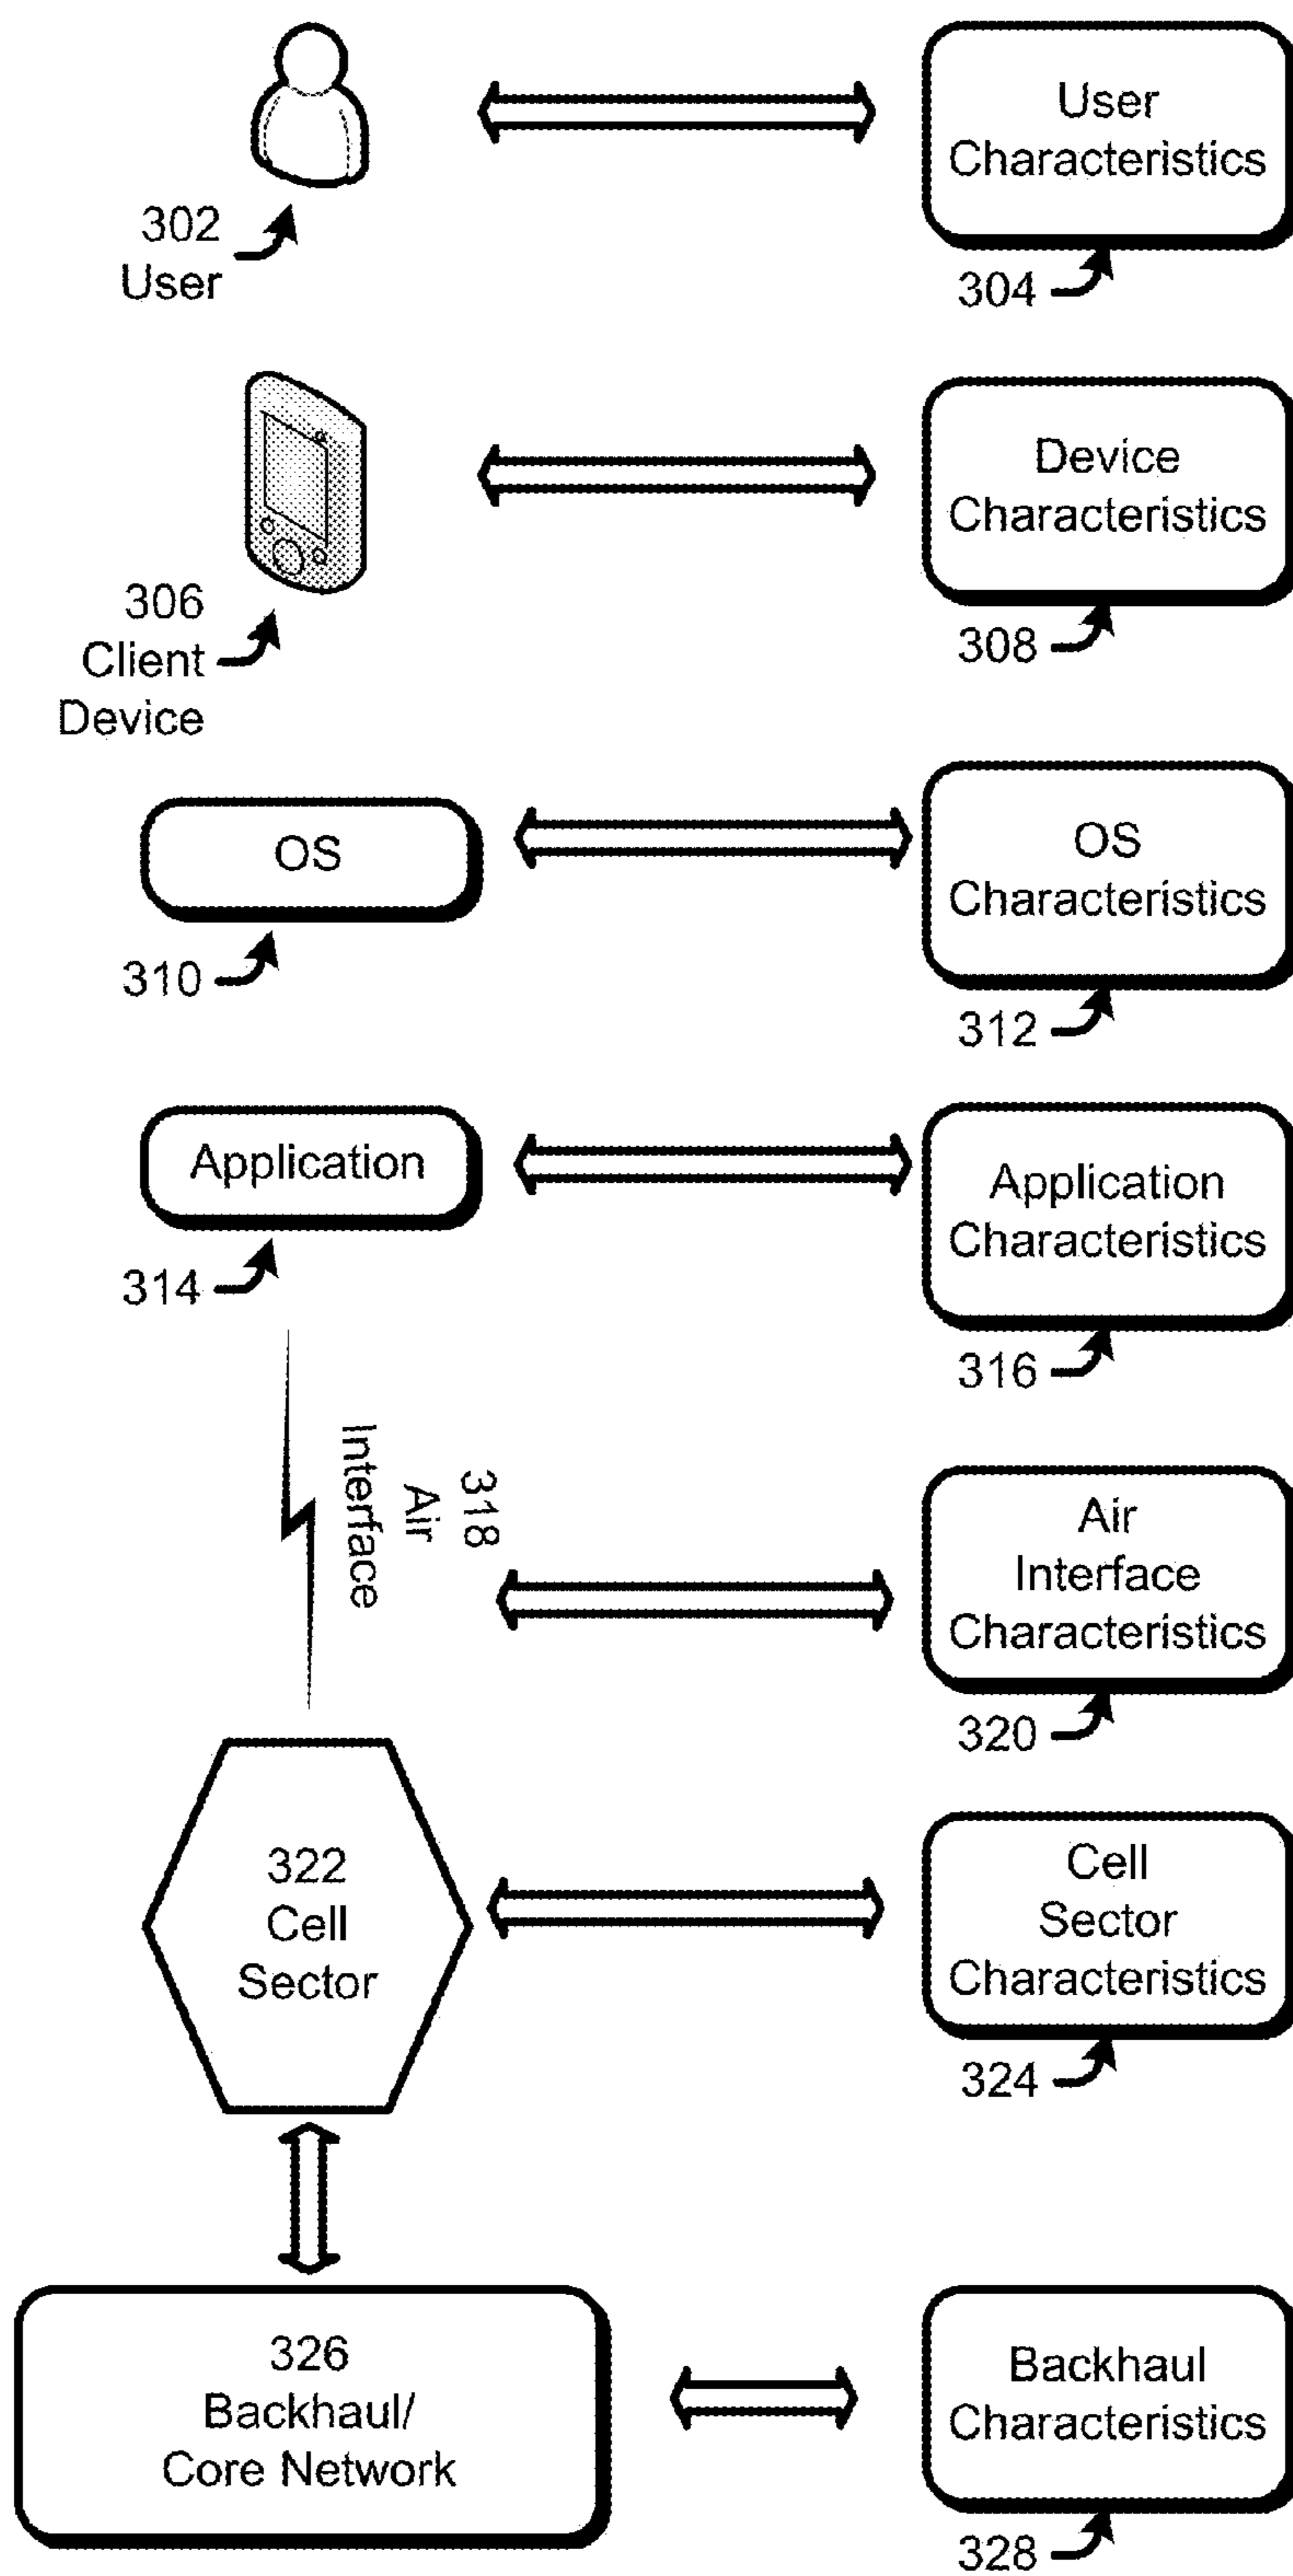 User
Characteristics
302
User
304
Device
Characteristics
306
Client
Device
308
OS
OS
Characteristics
310
312
Application
Application
Characteristics
314
316
318
Air
Interface
Air
Interface
Characteristics
320
322
Cell
Sector
Cell
Sector
Characteristics
324
326
Backhaul/
Core Network
Backhaul
Characteristics
328